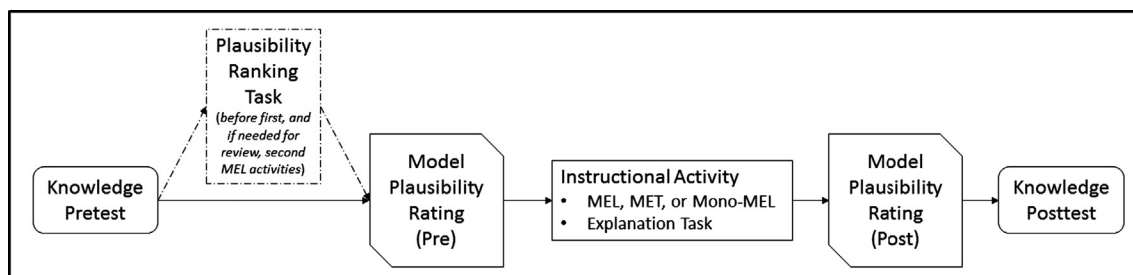 Knowledge
Pretest
Plausibility
Ranking
Task
(before first, and
if needed for
review, second
MEL activities)
Model
Plausibility
Rating
(Pre)
Instructional Activity
• MEL, MET, or Mono-MEL
• Explanation Task
Model
Plausibility
Rating
(Post)
Knowledge
Posttest